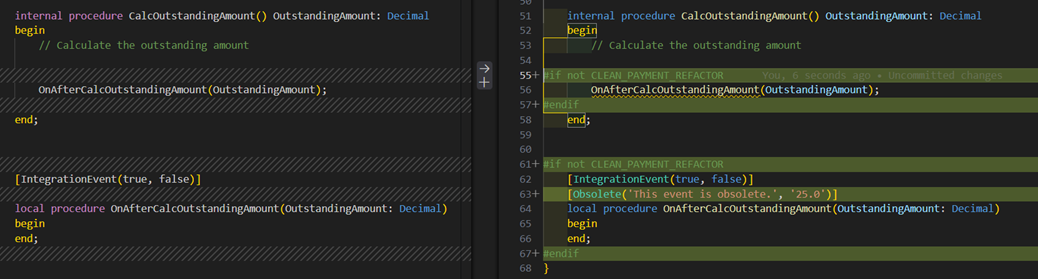 internal procedure CalcOutstandingAmount() OutstandingAmount: Decimal
begin
// Calculate the outstanding amount
OnAfterCalcOutstandingAmount(OutstandingAmount);
end;
[IntegrationEvent(true, false)]
local procedure OnAfterCalcOutstandingAmount(OutstandingAmount: Decimal)
begin
end;
→
+
50
51 internal procedure CalcOutstandingAmount() OutstandingAmount: Decimal
52 begin
53 // Calculate the outstanding amount
54
55+ #if not CLEAN_PAYMENT_REFACTOR You, 6 seconds ago • Uncommitted changes
56 OnAfterCalcOutstandingAmount(OutstandingAmount);
57+ #endif
58 end;
59
60
61+ #if not CLEAN_PAYMENT_REFACTOR
62 [IntegrationEvent(true, false)]
63+ [Obsolete('This event is obsolete.', '25.0')]
64 local procedure OnAfterCalcOutstandingAmount(OutstandingAmount: Decimal)
65 begin
66 end;
67+ #endif
68 }